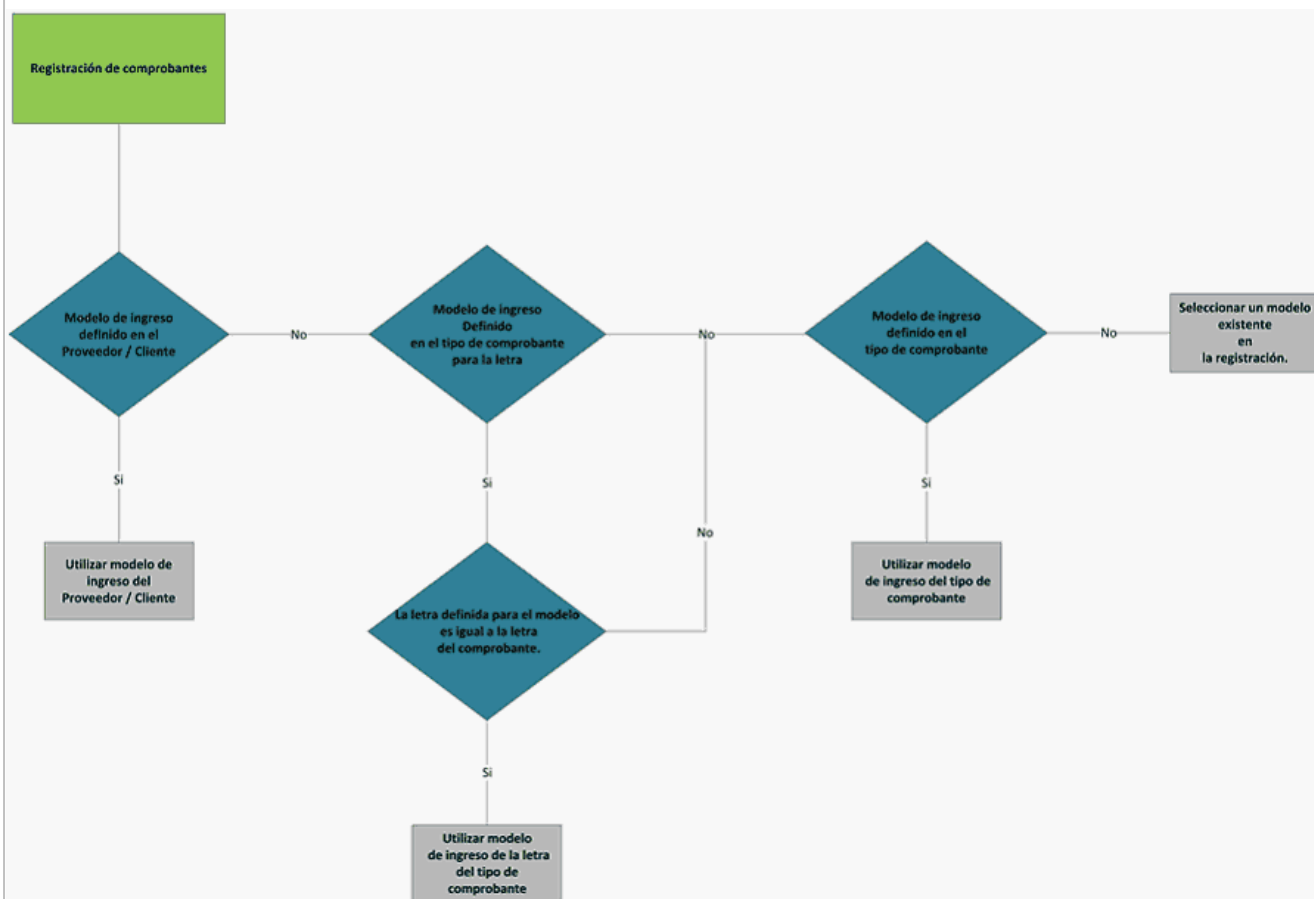 Registración de comprobantes
Modelo de ingreso
definido en el
Proveedor / Cliente
No
Modelo de ingreso
Definido
en el tipo de comprobante
para la letra
No
Modelo de ingreso
definido en el
tipo de comprobante
No
Seleccionar un modelo
existente
en
la registración.
Si
Si
Si
No
Utilizar modelo de
ingreso del
Proveedor / Cliente
La letra definida para el modelo
es igual a la letra
del comprobante.
Utilizar modelo
de ingreso del tipo de
comprobante
Si
Utilizar modelo
de ingreso de la letra
del tipo de
comprobante